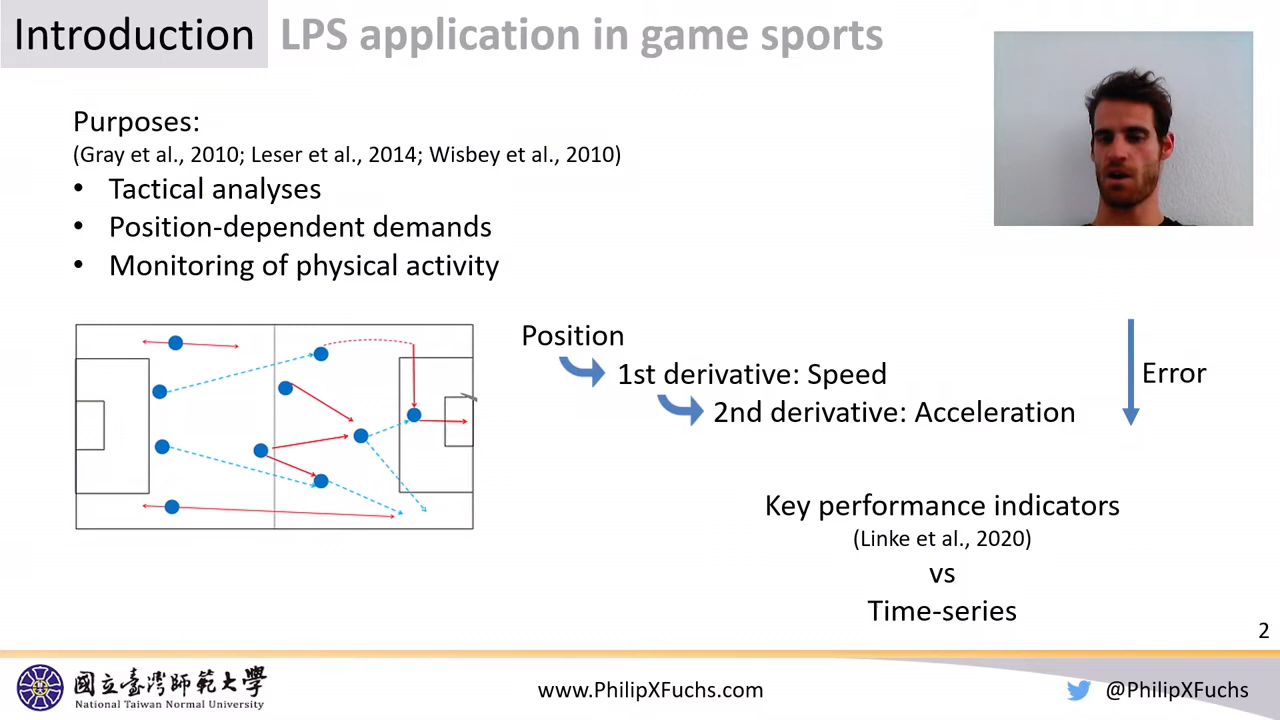 Introduction LPS application in game sports
Purposes:
(Gray et al., 2010; Leser et al., 2014; Wisbey et al., 2010)
• Tactical analyses
• Position-dependent demands
• Monitoring of physical activity
Position
1st derivative: Speed
2nd derivative: Acceleration
Error
Key performance indicators
(Linke et al., 2020)
vs
Time-series
2
國立臺灣師範大學
National Taiwan Normal University
www.PhilipXFuchs.com
@PhilipXFuchs